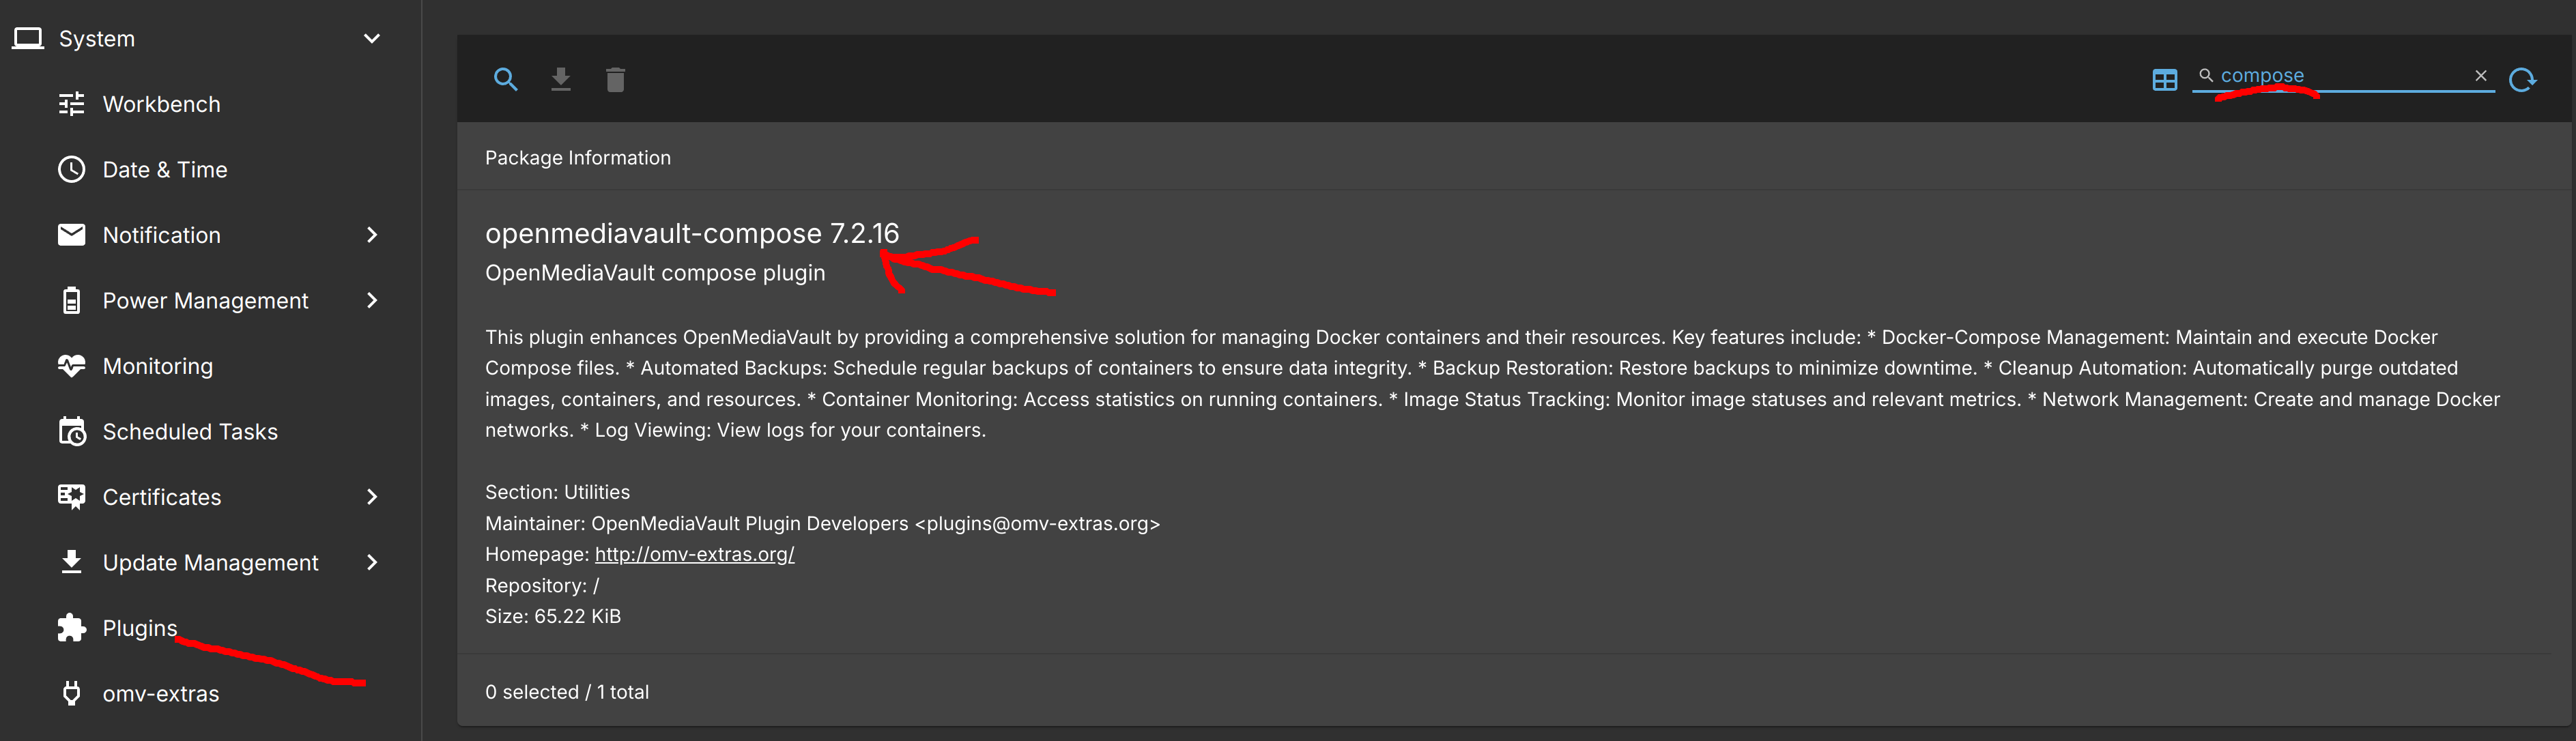 System
Workbench
Date & Time
Notification
Power Management
Monitoring
Scheduled Tasks
Certificates
Update Management
Plugins
omv-extras
compose
Package Information
openmediavault-compose 7.2.16
OpenMediaVault compose plugin
This plugin enhances OpenMediaVault by providing a comprehensive solution for managing Docker containers and their resources. Key features include: * Docker-Compose Management: Maintain and execute Docker
Compose files. * Automated Backups: Schedule regular backups of containers to ensure data integrity. * Backup Restoration: Restore backups to minimize downtime. * Cleanup Automation: Automatically purge outdated
images, containers, and resources. * Container Monitoring: Access statistics on running containers. * Image Status Tracking: Monitor image statuses and relevant metrics. * Network Management: Create and manage Docker
networks. * Log Viewing: View logs for your containers.
Section: Utilities
Maintainer: OpenMediaVault Plugin Developers <plugins@omv-extras.org>
Homepage: http://omv-extras.org/
Repository: /
Size: 65.22 KiB
0 selected / 1 total